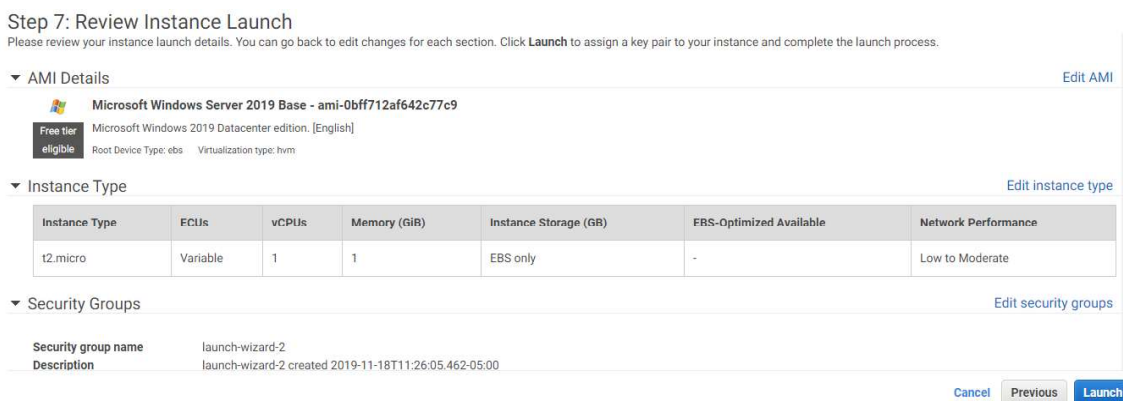 Step 7: Review Instance Launch
Please review your instance launch details. You can go back to edit changes for each section. Click Launch to assign a key pair to your instance and complete the launch process.
AMI Details Edit AMI
Microsoft Windows Server 2019 Base - ami-0bff712af642c77c9
Free tier eligible
Microsoft Windows 2019 Datacenter edition. [English]
Root Device Type: ebs Virtualization type: hvm
Instance Type Edit instance type
Instance Type ECUs vCPUs Memory (GiB) Instance Storage (GB) EBS-Optimized Available Network Performance
t2.micro Variable 1 1 EBS only - Low to Moderate
Security Groups Edit security groups
Security group name launch-wizard-2
Description launch-wizard-2 created 2019-11-18T11:26:05.462-05:00
Cancel Previous Launch